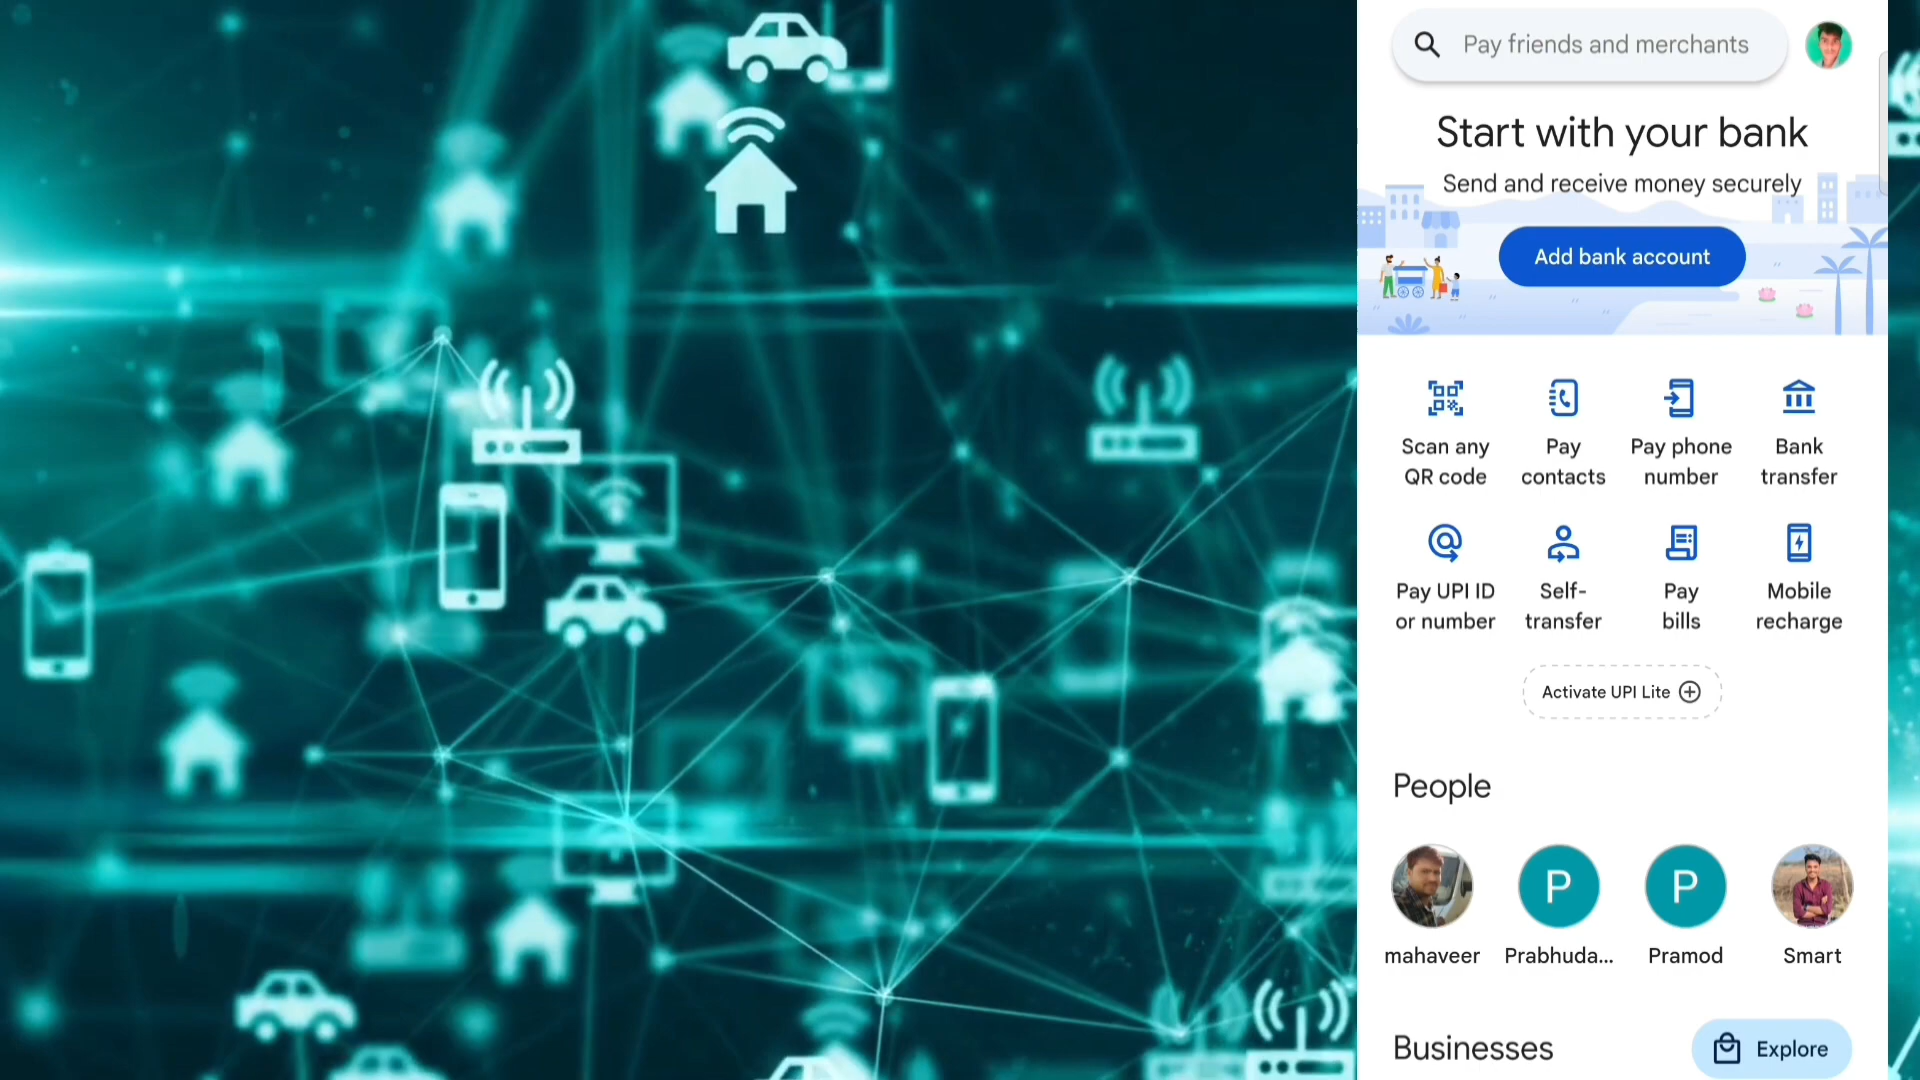 Pay friends and merchants
Start with your bank
Send and receive money securely
Add bank account
Scan any
QR code
Pay
contacts
Pay phone
number
Bank
transfer
Pay UPI ID
or number
Self-
transfer
Pay
bills
Mobile
recharge
Activate UPI Lite
People
P
P
mahaveer
Prabhuda...
Pramod
Smart
Businesses
Explore